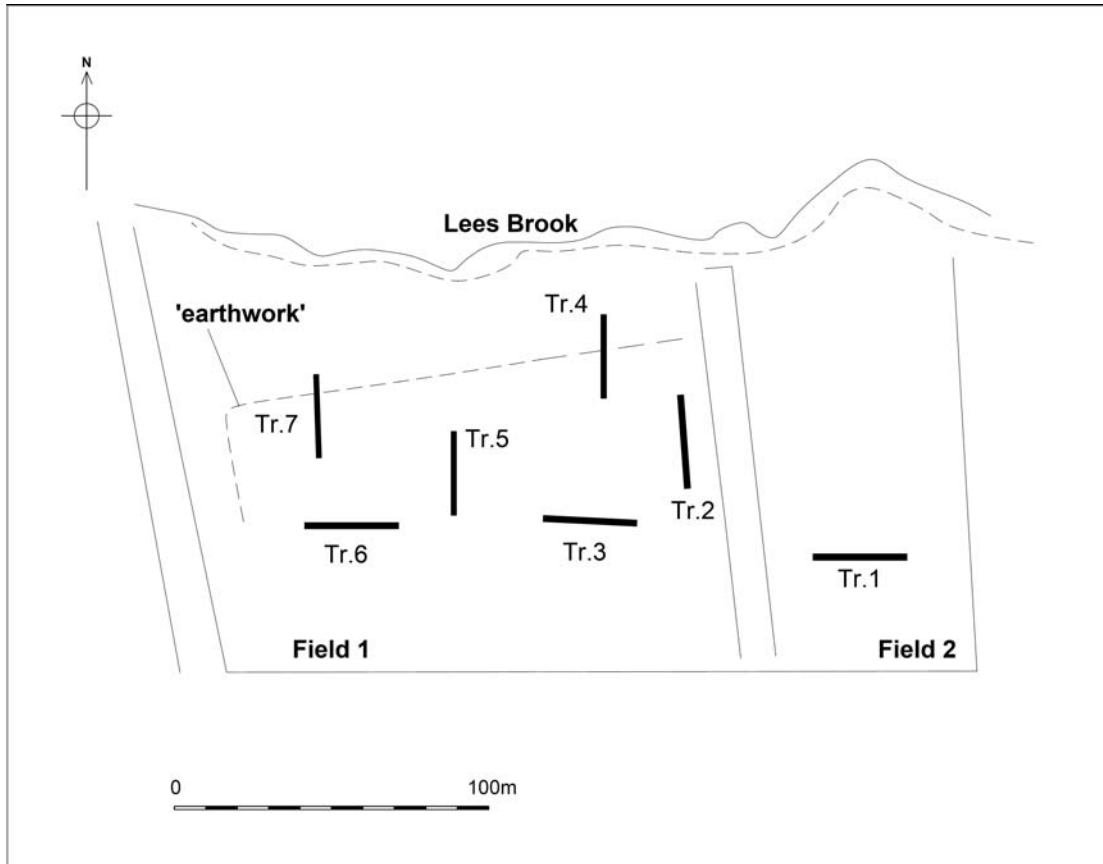 N
Lees Brook
'earthwork'
Tr.4
Tr.7
Tr.5
Tr.2
Tr.6
Tr.3
Tr.1
Field 1
Field 2
0
100m